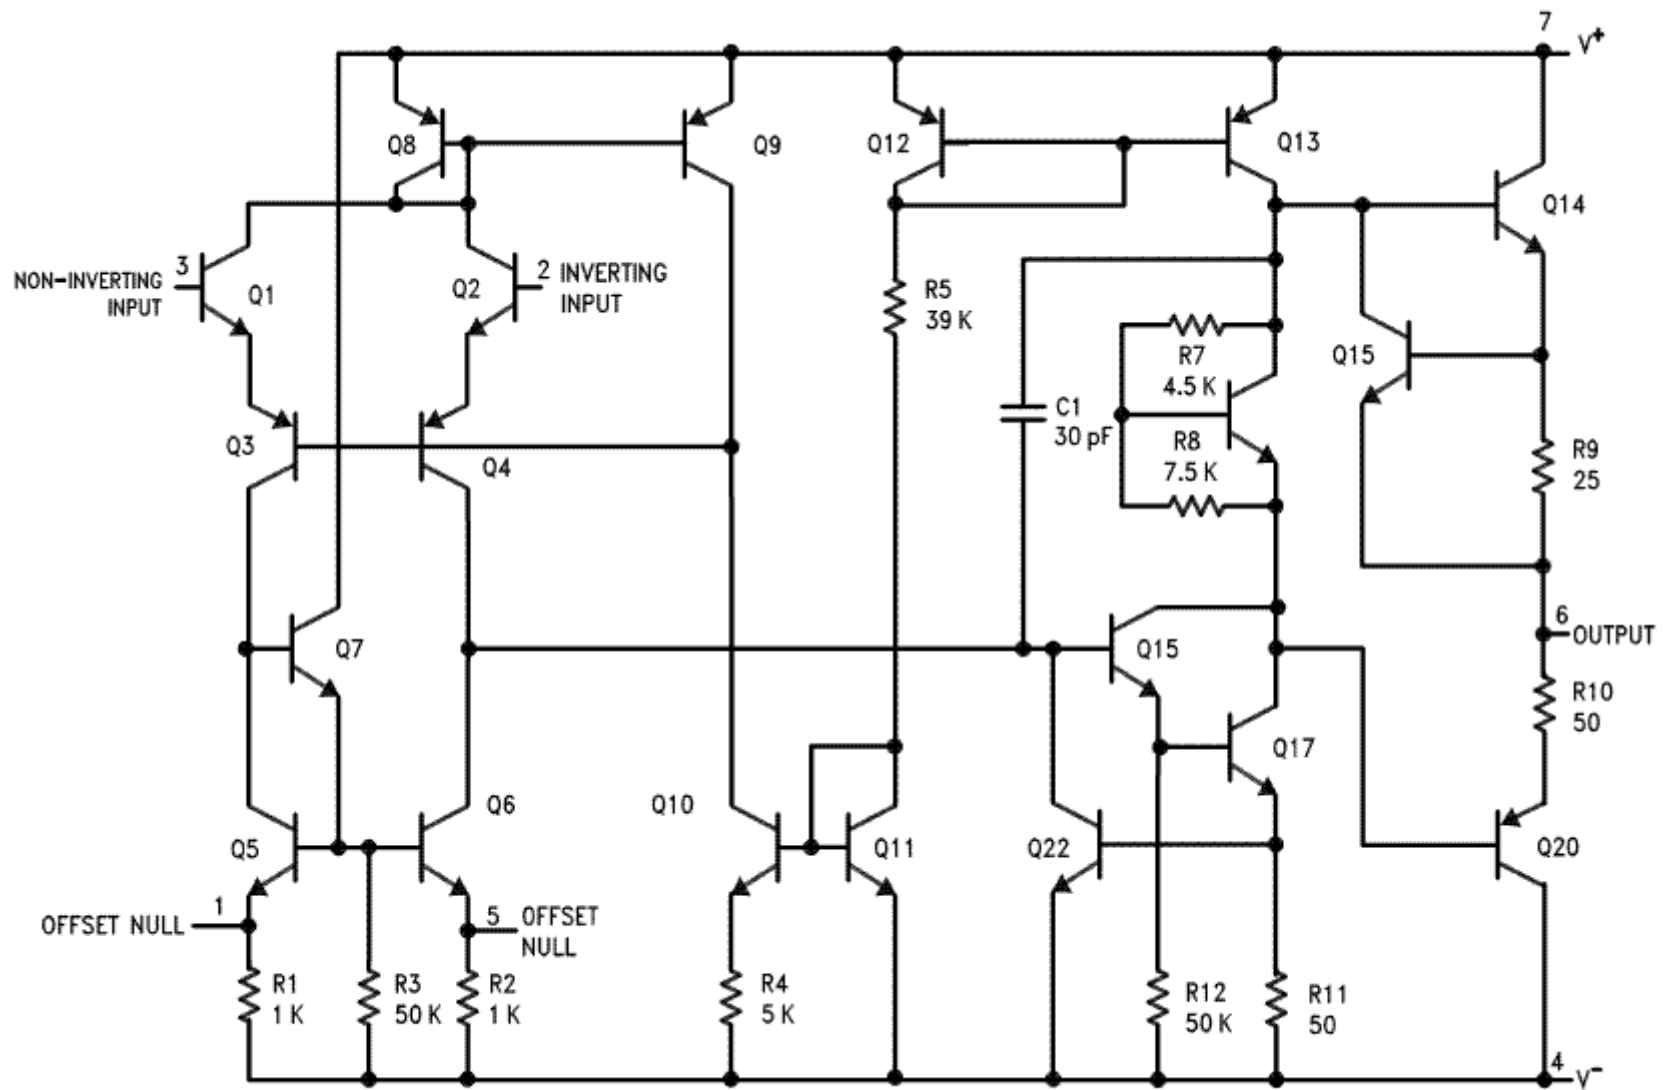 7
V+
Q8
Q9
Q12
Q13
Q14
3
NON-INVERTING
INPUT
Q1
Q2
2
INVERTING
INPUT
R5
39 K
R7
4.5 K
Q15
C1
30 pF
R8
7.5 K
Q3
Q4
R9
25
Q7
Q15
6
OUTPUT
R10
50
Q17
Q5
Q6
Q10
Q11
Q22
Q20
1
OFFSET NULL
5
OFFSET
NULL
R1
1 K
R3
50 K
R2
1 K
R4
5 K
R12
50 K
R11
50
4
V-